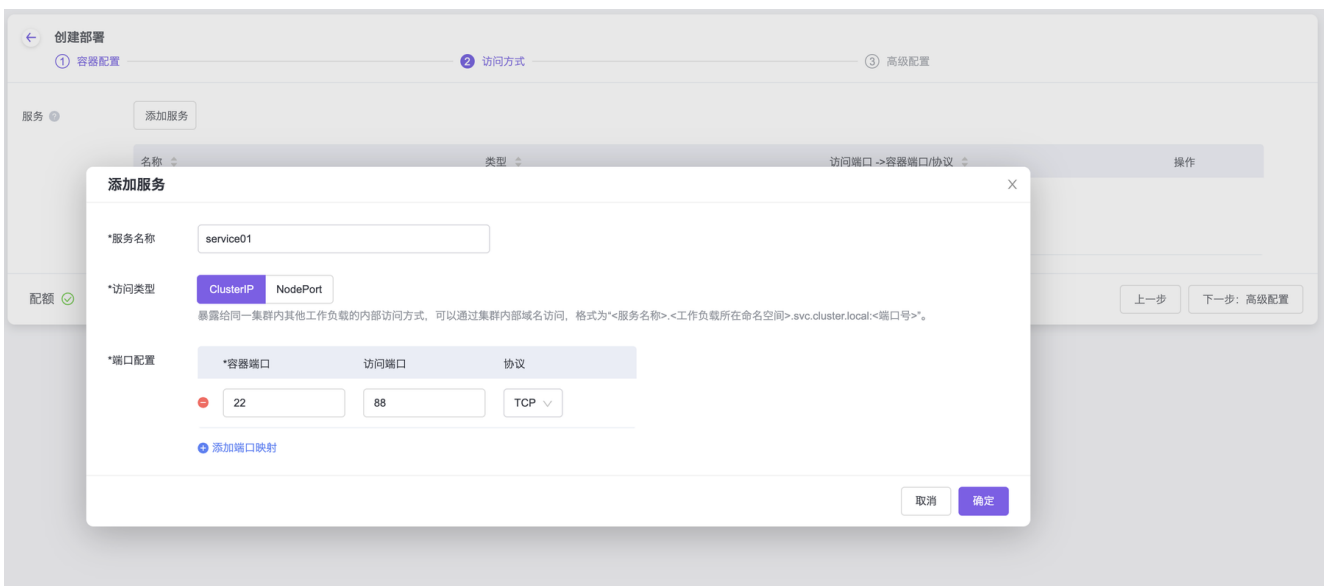 创建部署
1 容器配置 2 访问方式 3 高级配置
服务 添加服务
名称 类型 访问端口 ->容器端口/协议 操作
添加服务
*服务名称 service01
*访问类型 ClusterIP NodePort
暴露给同一集群内其他工作负载的内部访问方式，可以通过集群内部域名访问，格式为“<服务名称>.<工作负载所在命名空间>.svc.cluster.local:<端口号>”。
配额 上一步 下一步：高级配置
*端口配置 *容器端口 访问端口 协议
22 88 TCP
添加端口映射
取消 确定